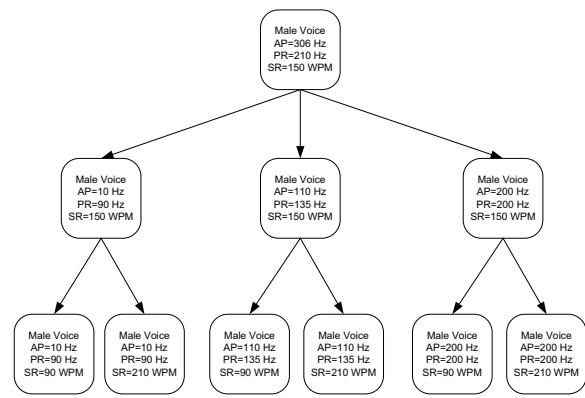 Male Voice
AP=306 Hz
PR=210 Hz
SR=150 WPM
Male Voice
AP=10 Hz
PR=90 Hz
SR=150 WPM
Male Voice
AP=110 Hz
PR=135 Hz
SR=150 WPM
Male Voice
AP=200 Hz
PR=200 Hz
SR=150 WPM
Male Voice
AP=10 Hz
PR=90 Hz
SR=90 WPM
Male Voice
AP=10 Hz
PR=90 Hz
SR=210 WPM
Male Voice
AP=110 Hz
PR=135 Hz
SR=90 WPM
Male Voice
AP=110 Hz
PR=135 Hz
SR=210 WPM
Male Voice
AP=200 Hz
PR=200 Hz
SR=90 WPM
Male Voice
AP=200 Hz
PR=200 Hz
SR=210 WPM